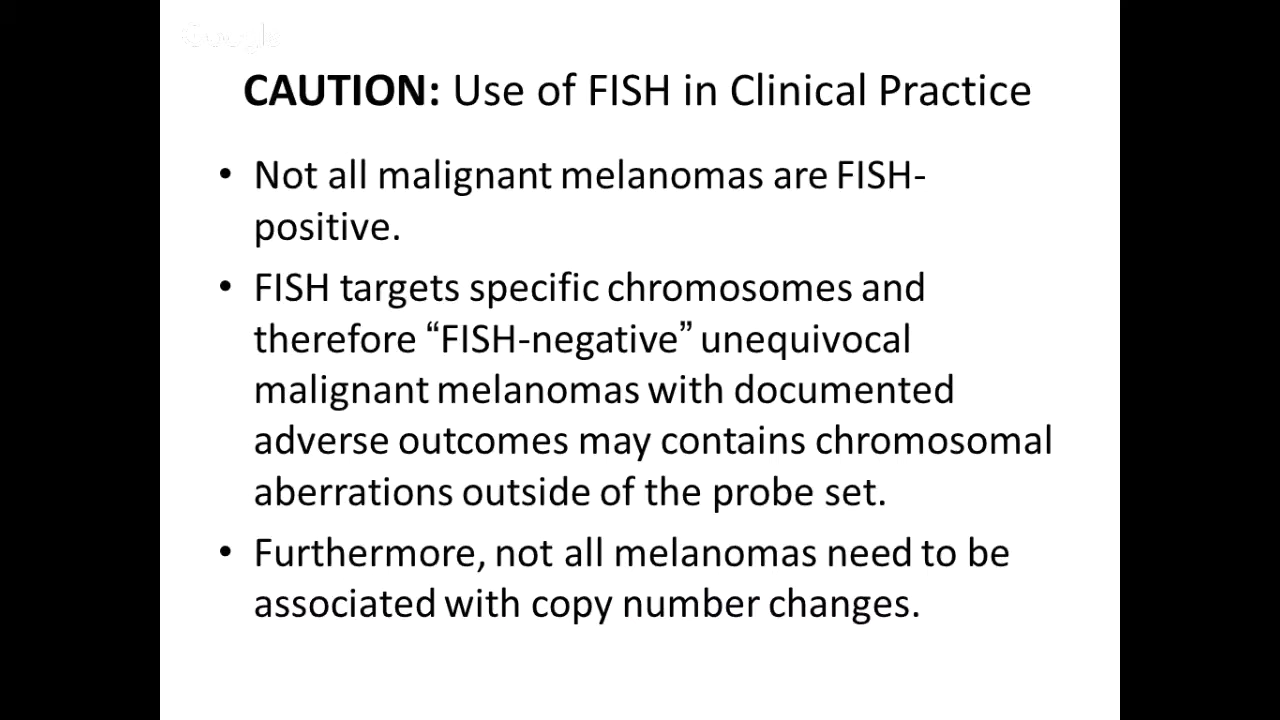 Google
CAUTION: Use of FISH in Clinical Practice
• Not all malignant melanomas are FISH-
positive.
• FISH targets specific chromosomes and
therefore “FISH-negative” unequivocal
malignant melanomas with documented
adverse outcomes may contains chromosomal
aberrations outside of the probe set.
• Furthermore, not all melanomas need to be
associated with copy number changes.